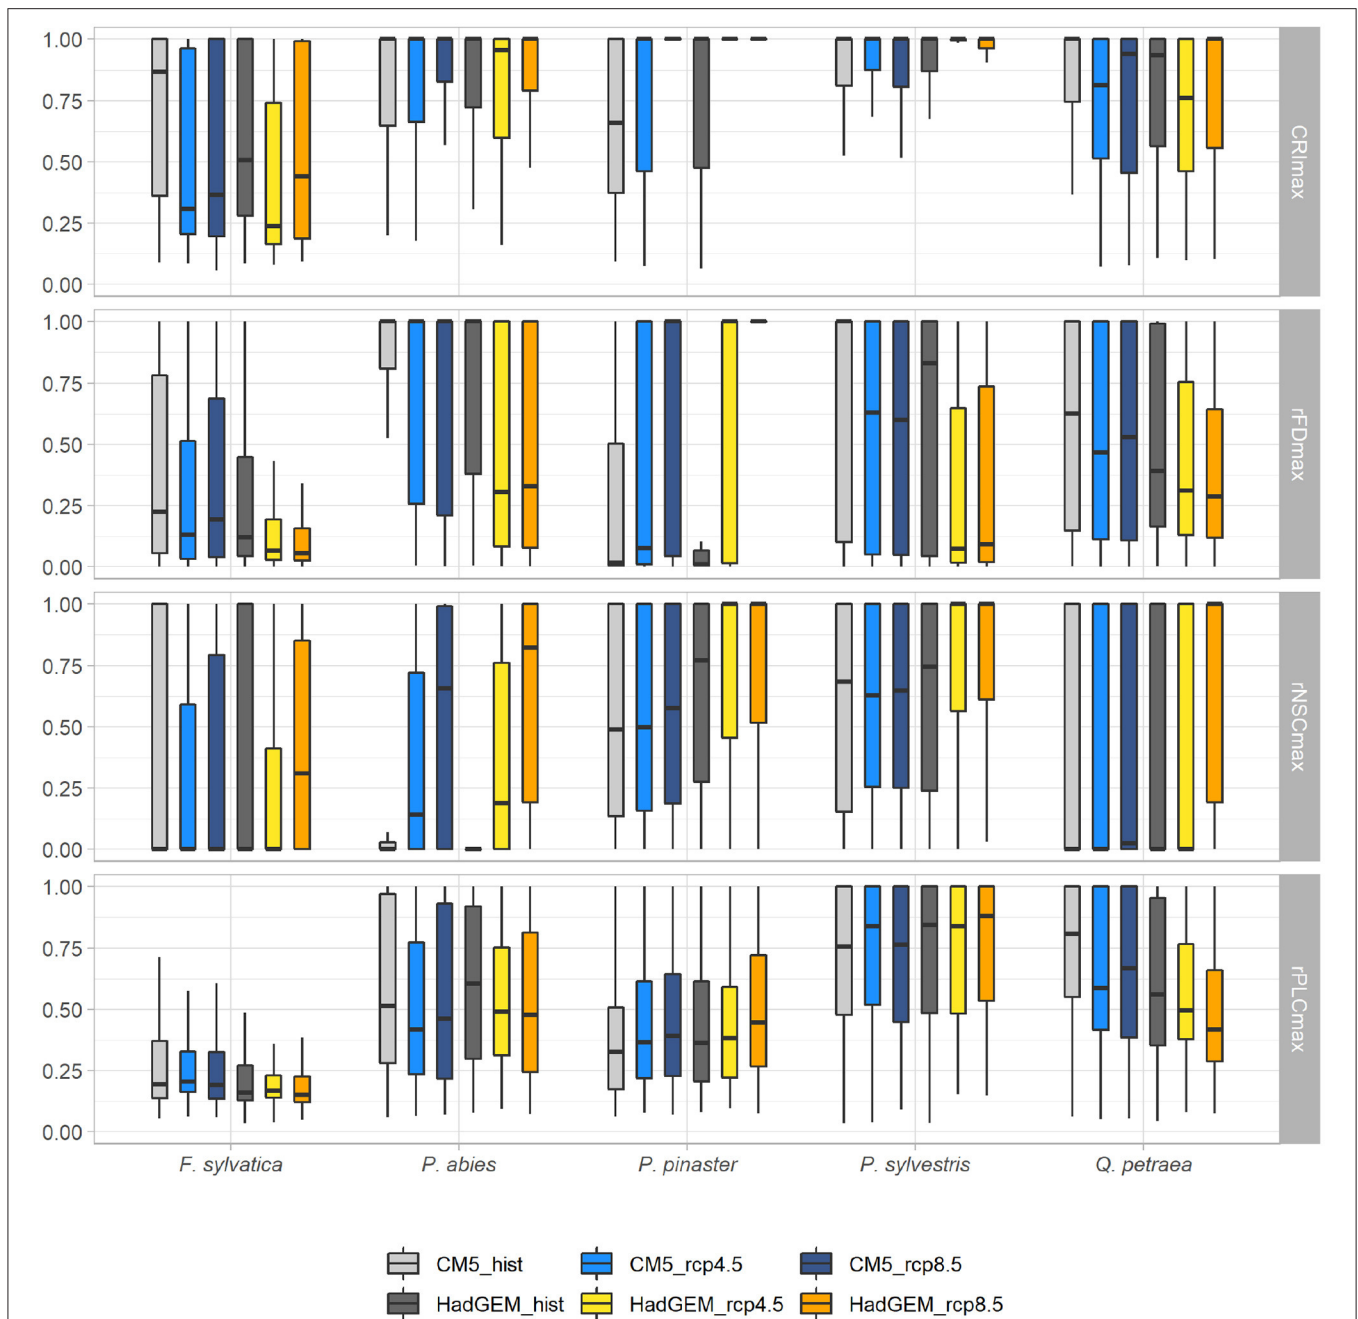 1.00
0.75
0.50
0.25
0.00
CRImax
1.00
0.75
0.50
0.25
0.00
rFDmax
1.00
0.75
0.50
0.25
0.00
rNSCmax
1.00
0.75
0.50
0.25
0.00
rPLCmax
F. sylvatica P. abies P. pinaster P. sylvestris Q. petraea
CM5_hist CM5_rcp4.5 CM5_rcp8.5
HadGEM_hist HadGEM_rcp4.5 HadGEM_rcp8.5